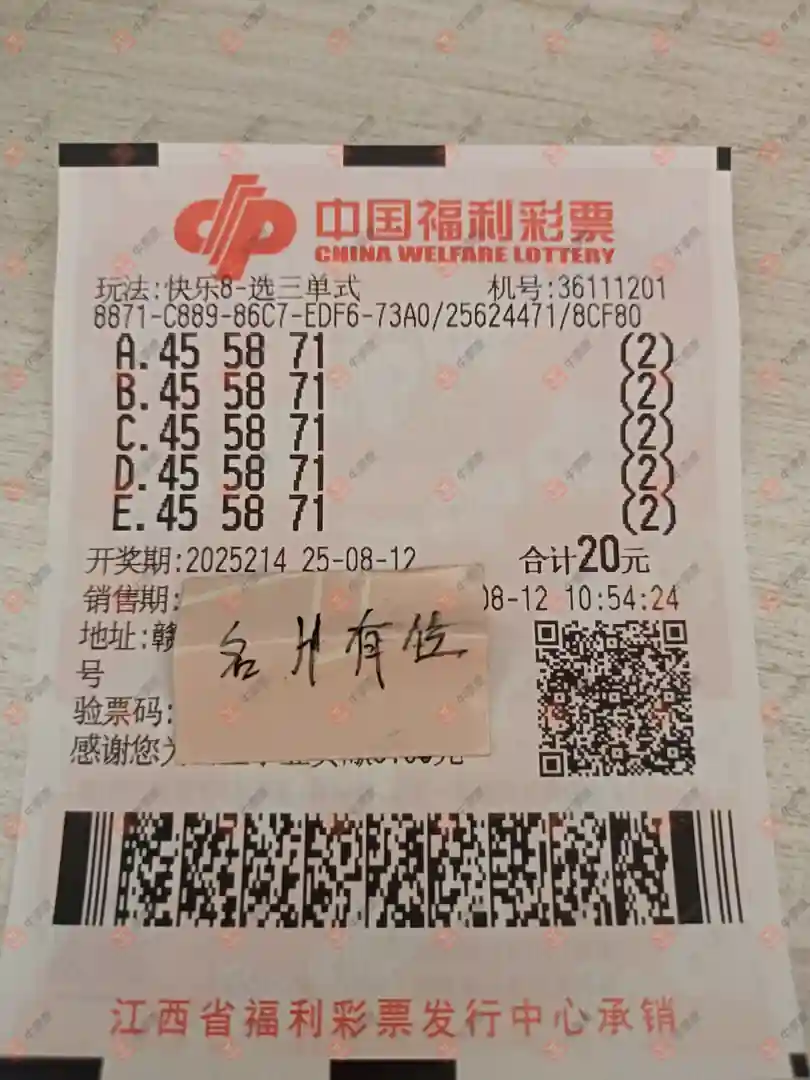 中国福利彩票
CHINA WELFARE LOTTERY
玩法:快乐8-选三单式 机号:36111201
8871-C889-86C7-EDF6-73A0/25624471/8CF80
A.45 58 71 (2)
B.45 58 71 (2)
C.45 58 71 (2)
D.45 58 71 (2)
E.45 58 71 (2)
开奖期:2025214 25-08-12 合计20元
销售期: 08-12 10:54:24
地址:赣
号
名州有位
验票码:
感谢您为
江西省福利彩票发行中心承销